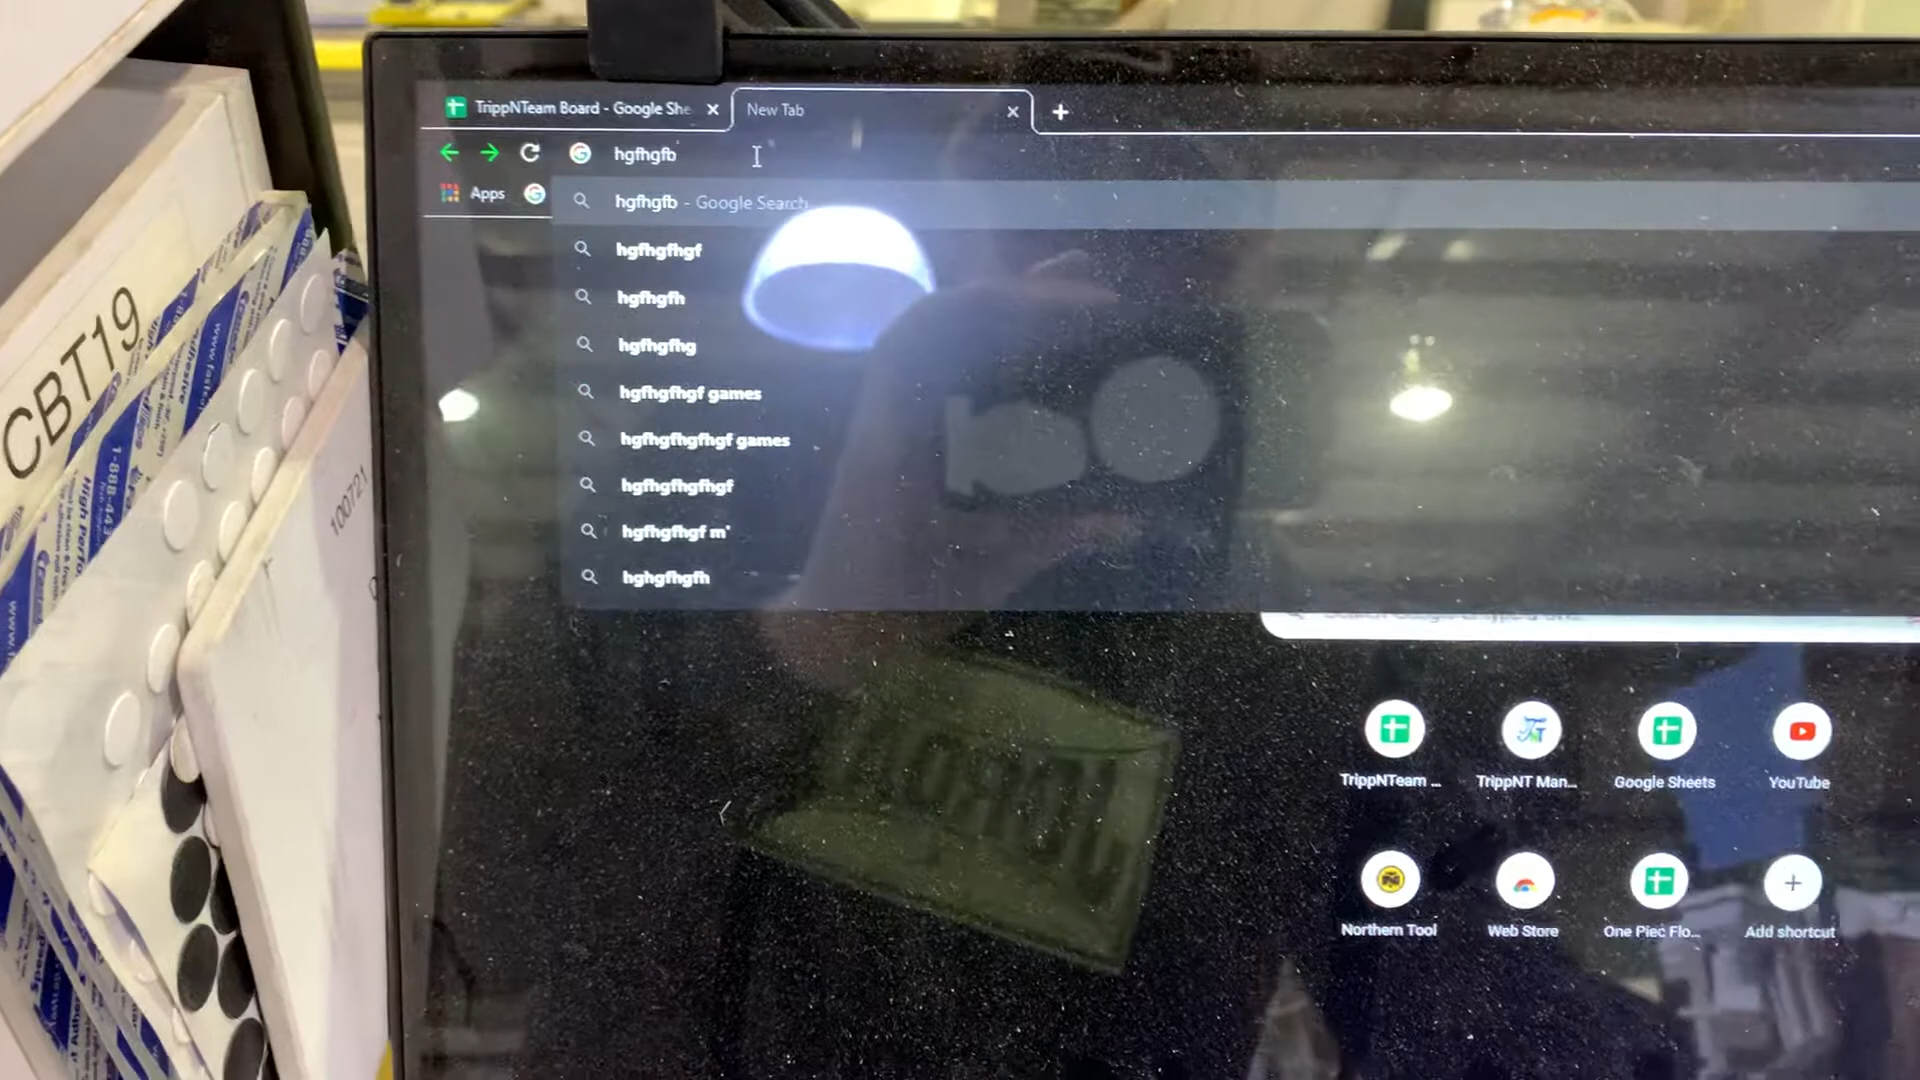 TrippNTeam Board - Google She
New Tab
hgfhgfb
Apps
hgfhgfb - Google Search
hgfhgfhgf
hgfhgfh
hgfhgfhg
hgfhgfhgf games
hgfhgfhgfhgf games
hgfhgfhgfhgf
hgfhgfhgf m'
hghgfhgfh
TrippNTeam ...
TrippNT Man...
Google Sheets
YouTube
Northern Tool
Web Store
One Piec Flo...
Add shortcut
CBT19
100721